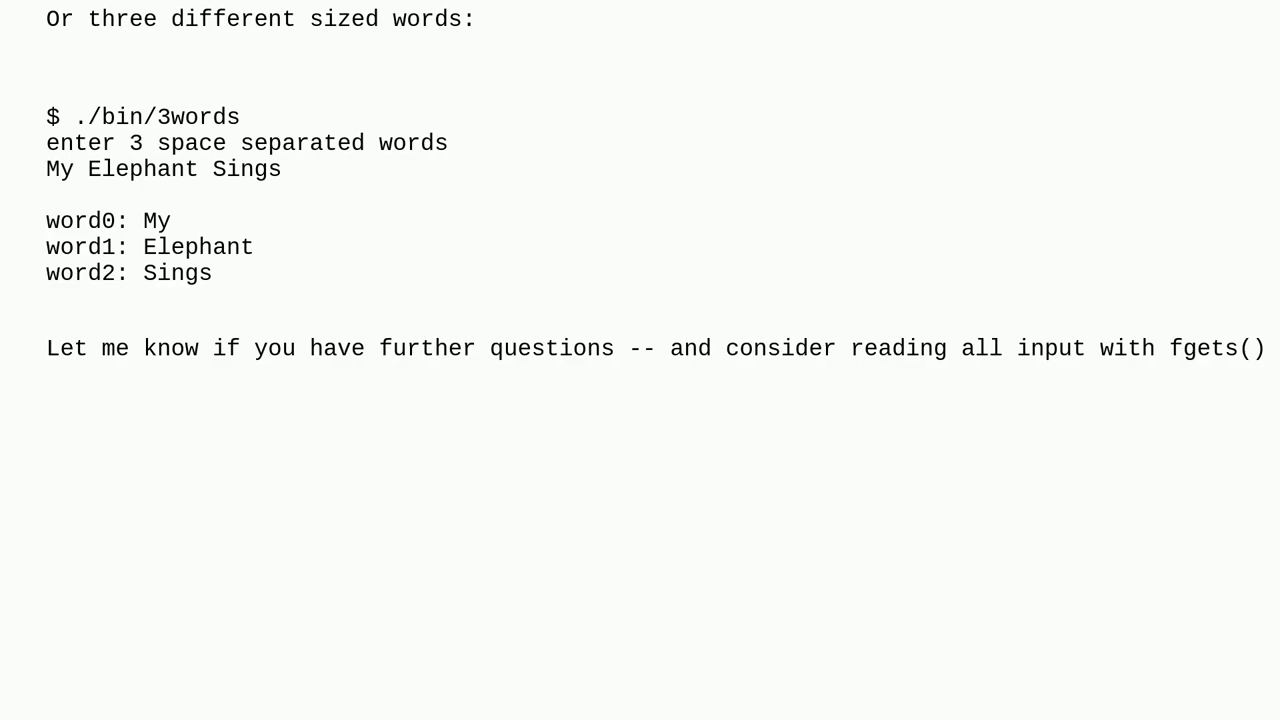 Or three different sized words:
$ ./bin/3words
enter 3 space separated words
My Elephant Sings
word0: My
word1: Elephant
word2: Sings
Let me know if you have further questions -- and consider reading all input with fgets()